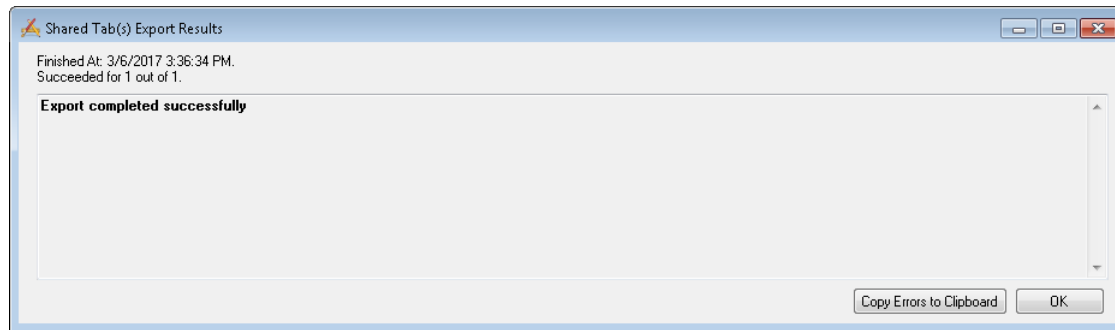 Shared Tab(s) Export Results
Finished At: 3/6/2017 3:36:34 PM.
Succeeded for 1 out of 1.
Export completed successfully
Copy Errors to Clipboard
OK